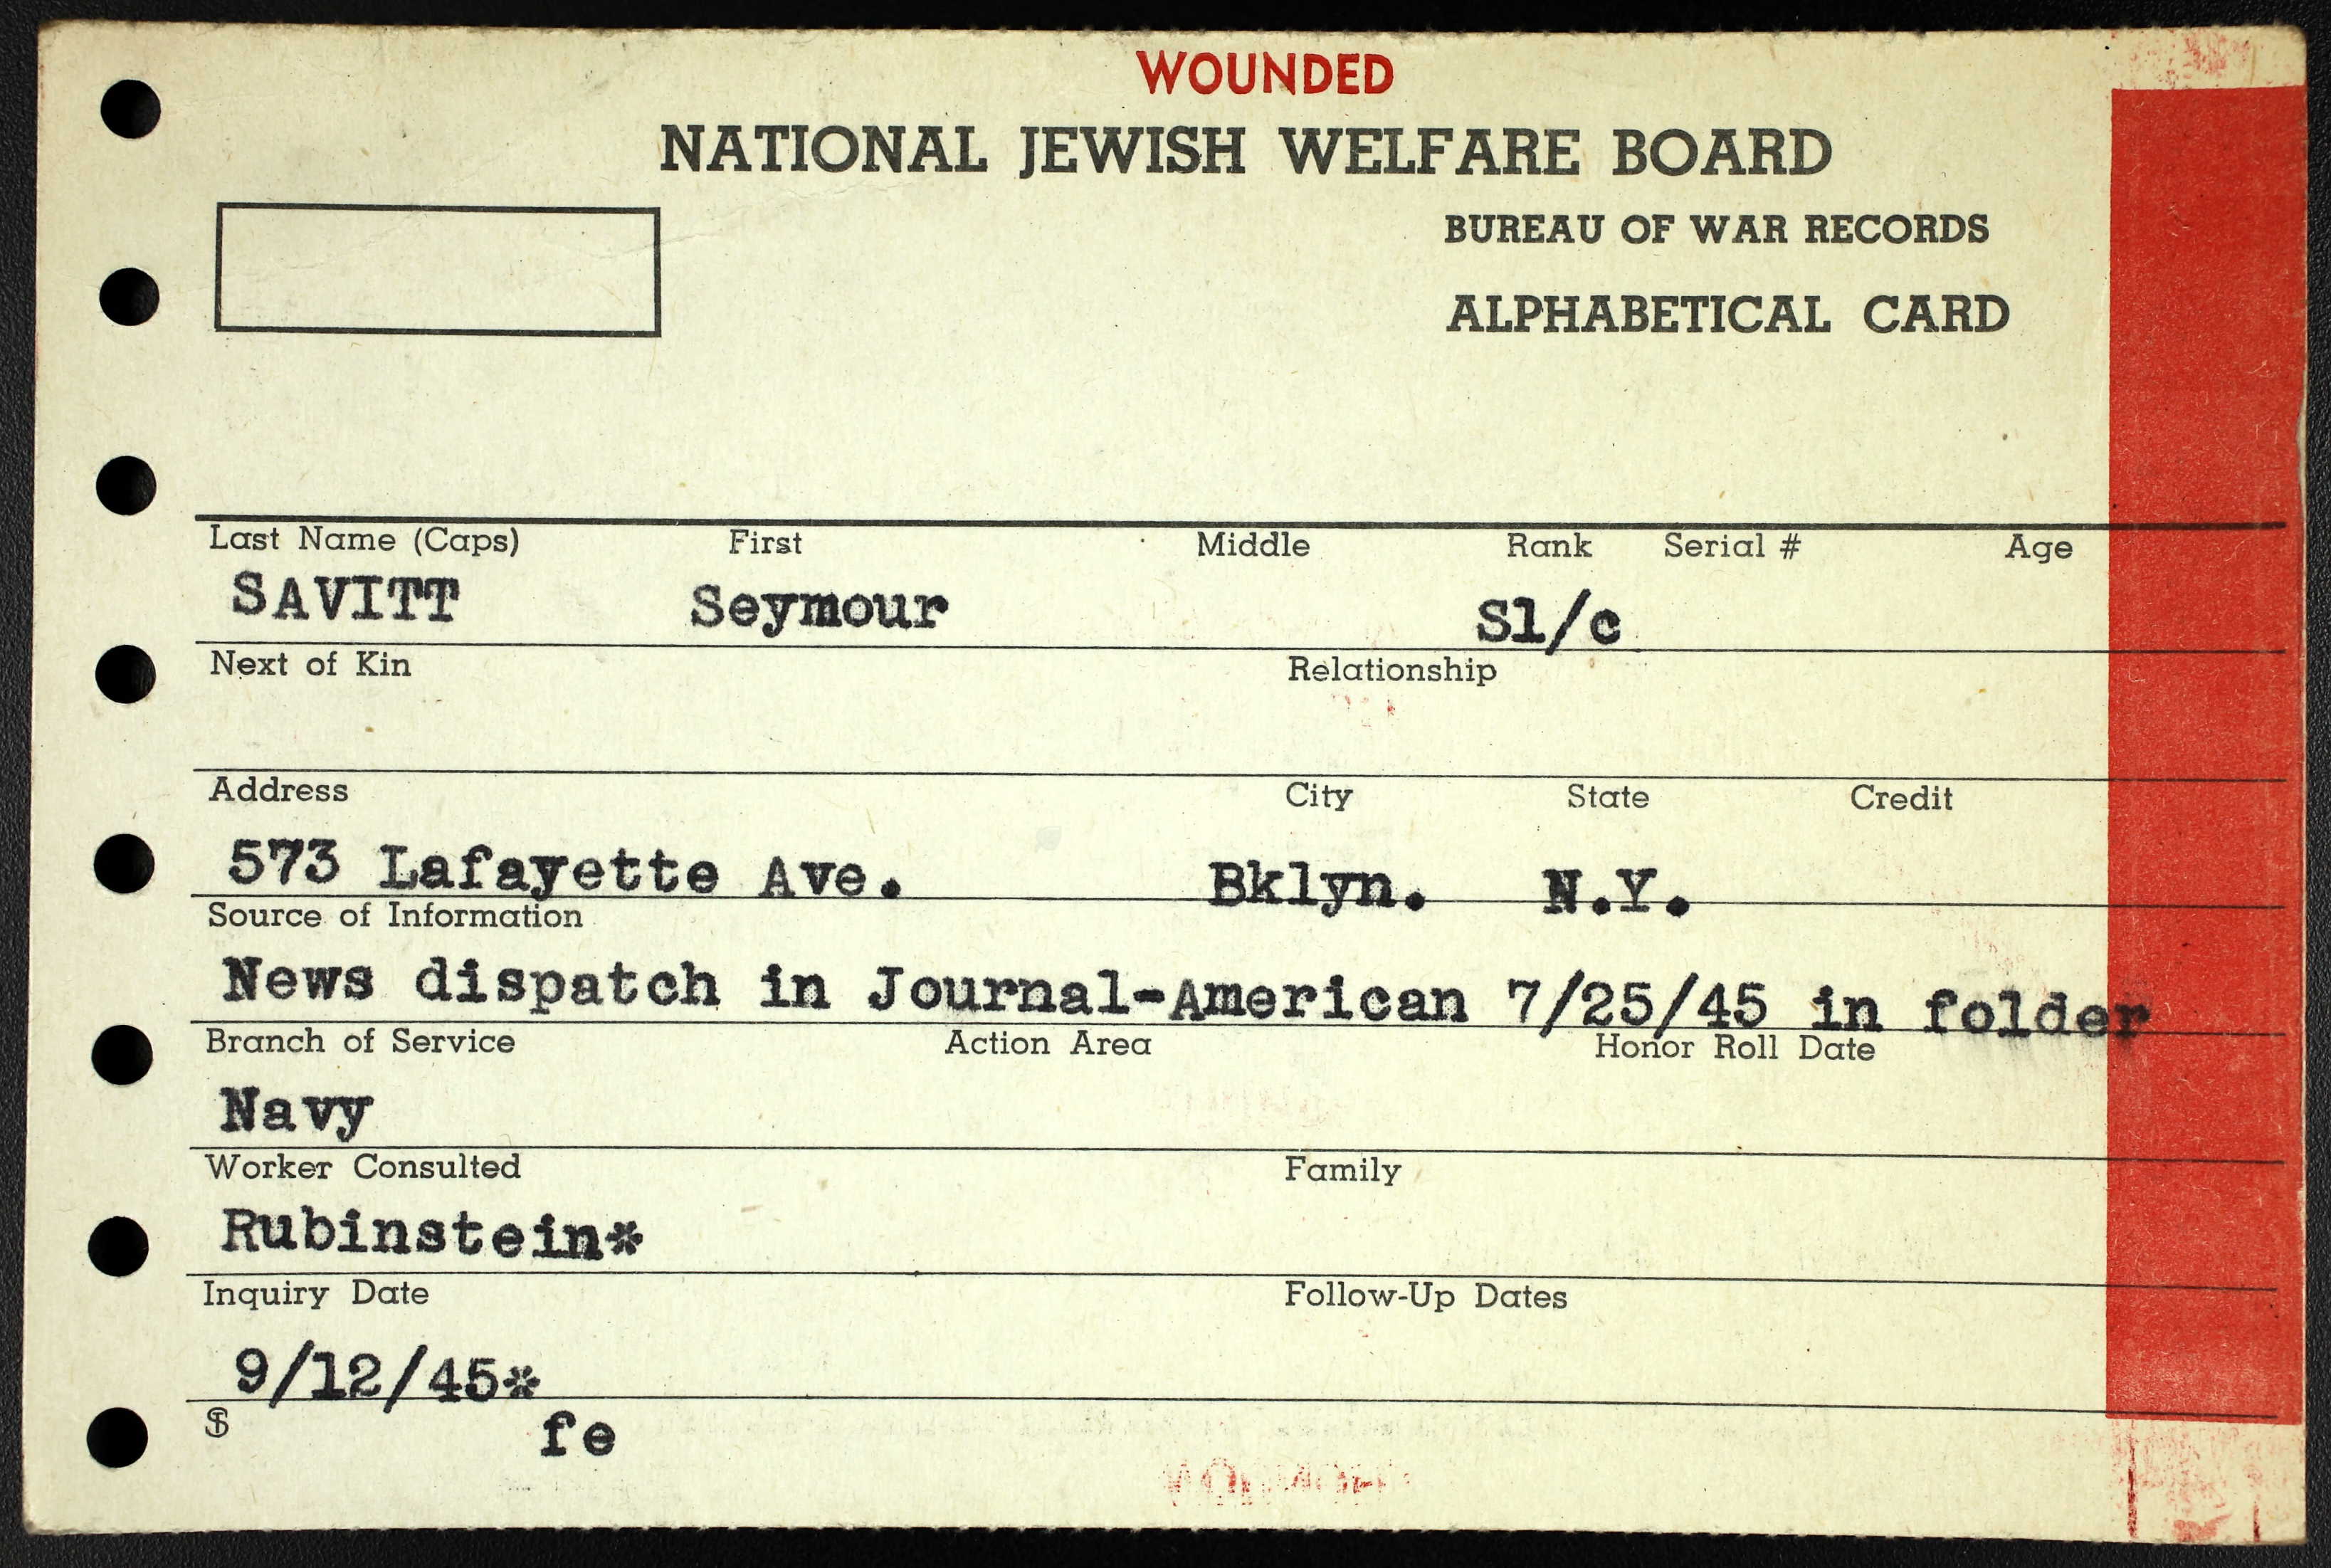 WOUNDED
NATIONAL JEWISH WELFARE BOARD
BUREAU OF WAR RECORDS
ALPHABETICAL CARD
Last Name (Caps) First Middle Rank Serial # Age
SAVITT Seymour S1/c
Next of Kin Relationship
Address City State Credit
573 Lafayette Ave. Bklyn. N.Y.
Source of Information
News dispatch in Journal-American 7/25/45 in folder
Branch of Service Action Area Honor Roll Date
Navy
Worker Consulted Family
Rubinstein*
Inquiry Date Follow-Up Dates
9/12/45*
$ fe